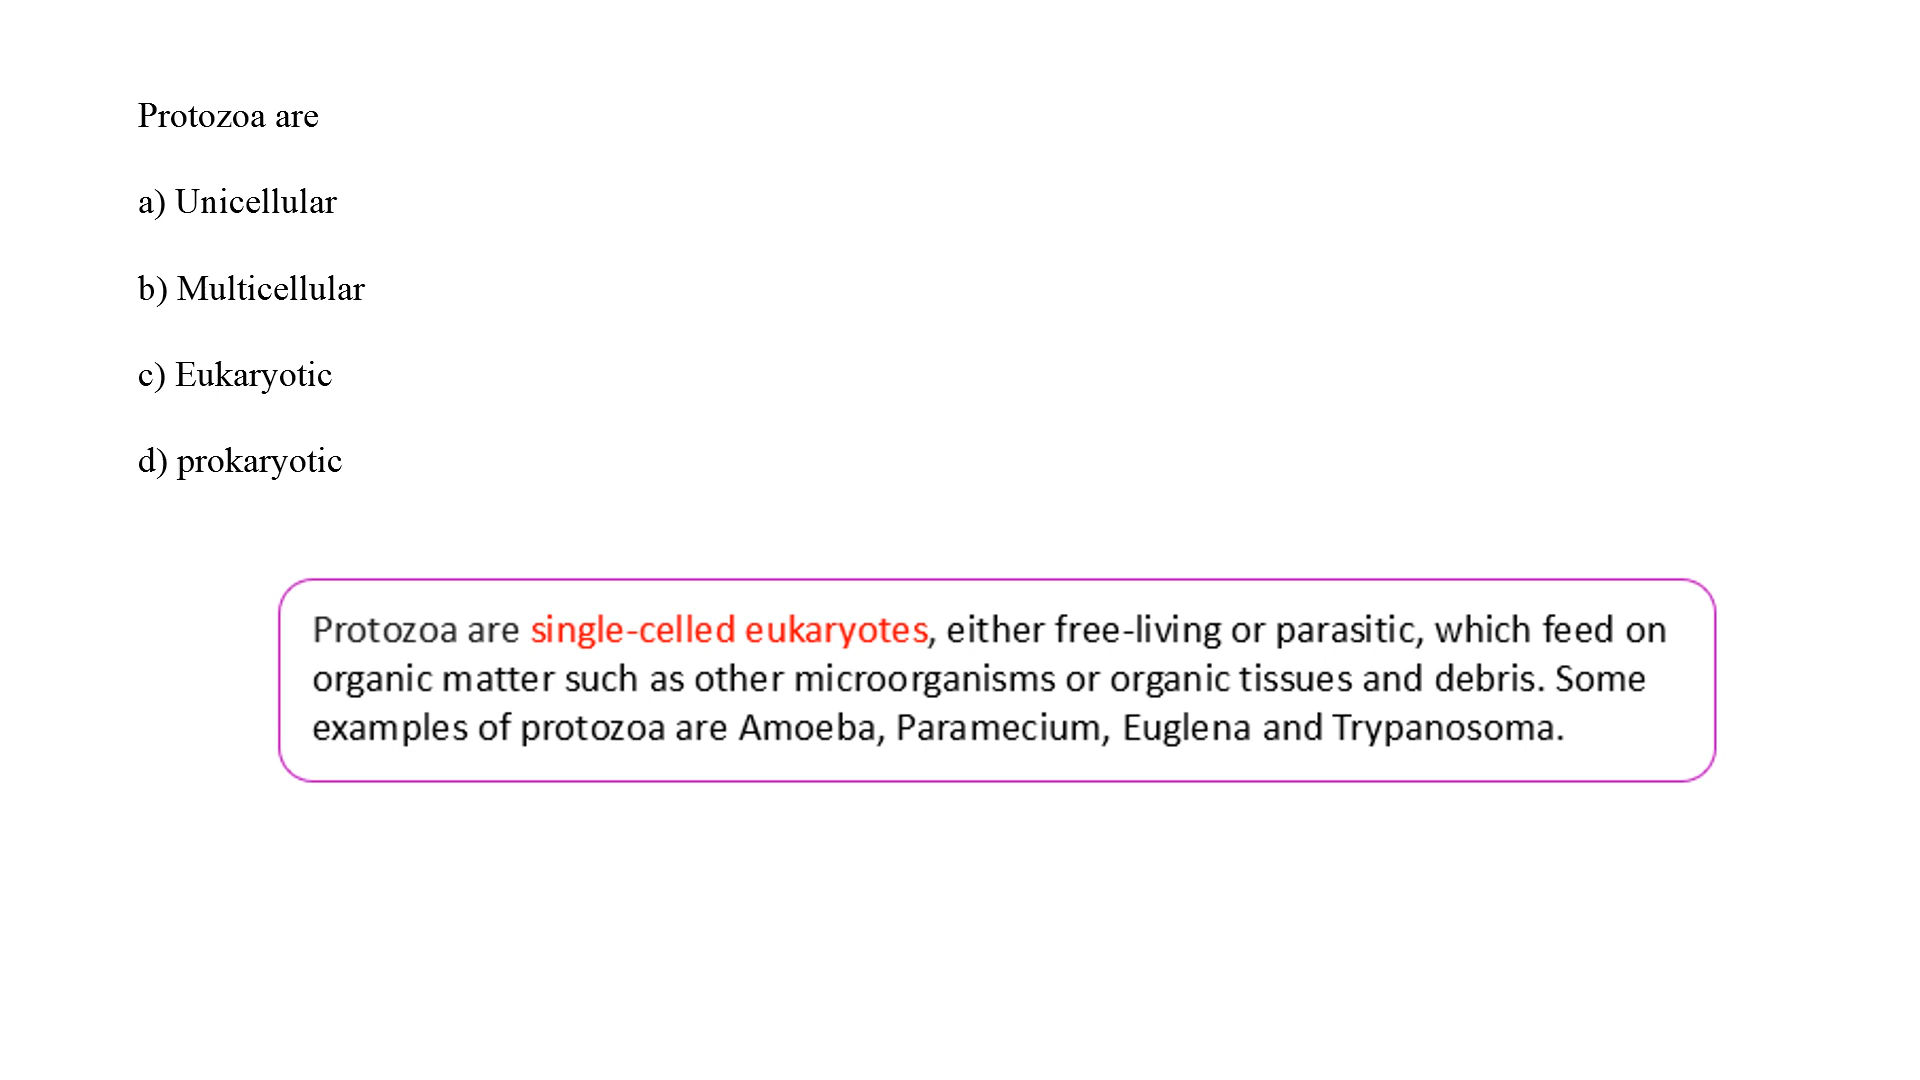 Protozoa are
a) Unicellular
b) Multicellular
c) Eukaryotic
d) prokaryotic
Protozoa are single-celled eukaryotes, either free-living or parasitic, which feed on
organic matter such as other microorganisms or organic tissues and debris. Some
examples of protozoa are Amoeba, Paramecium, Euglena and Trypanosoma.